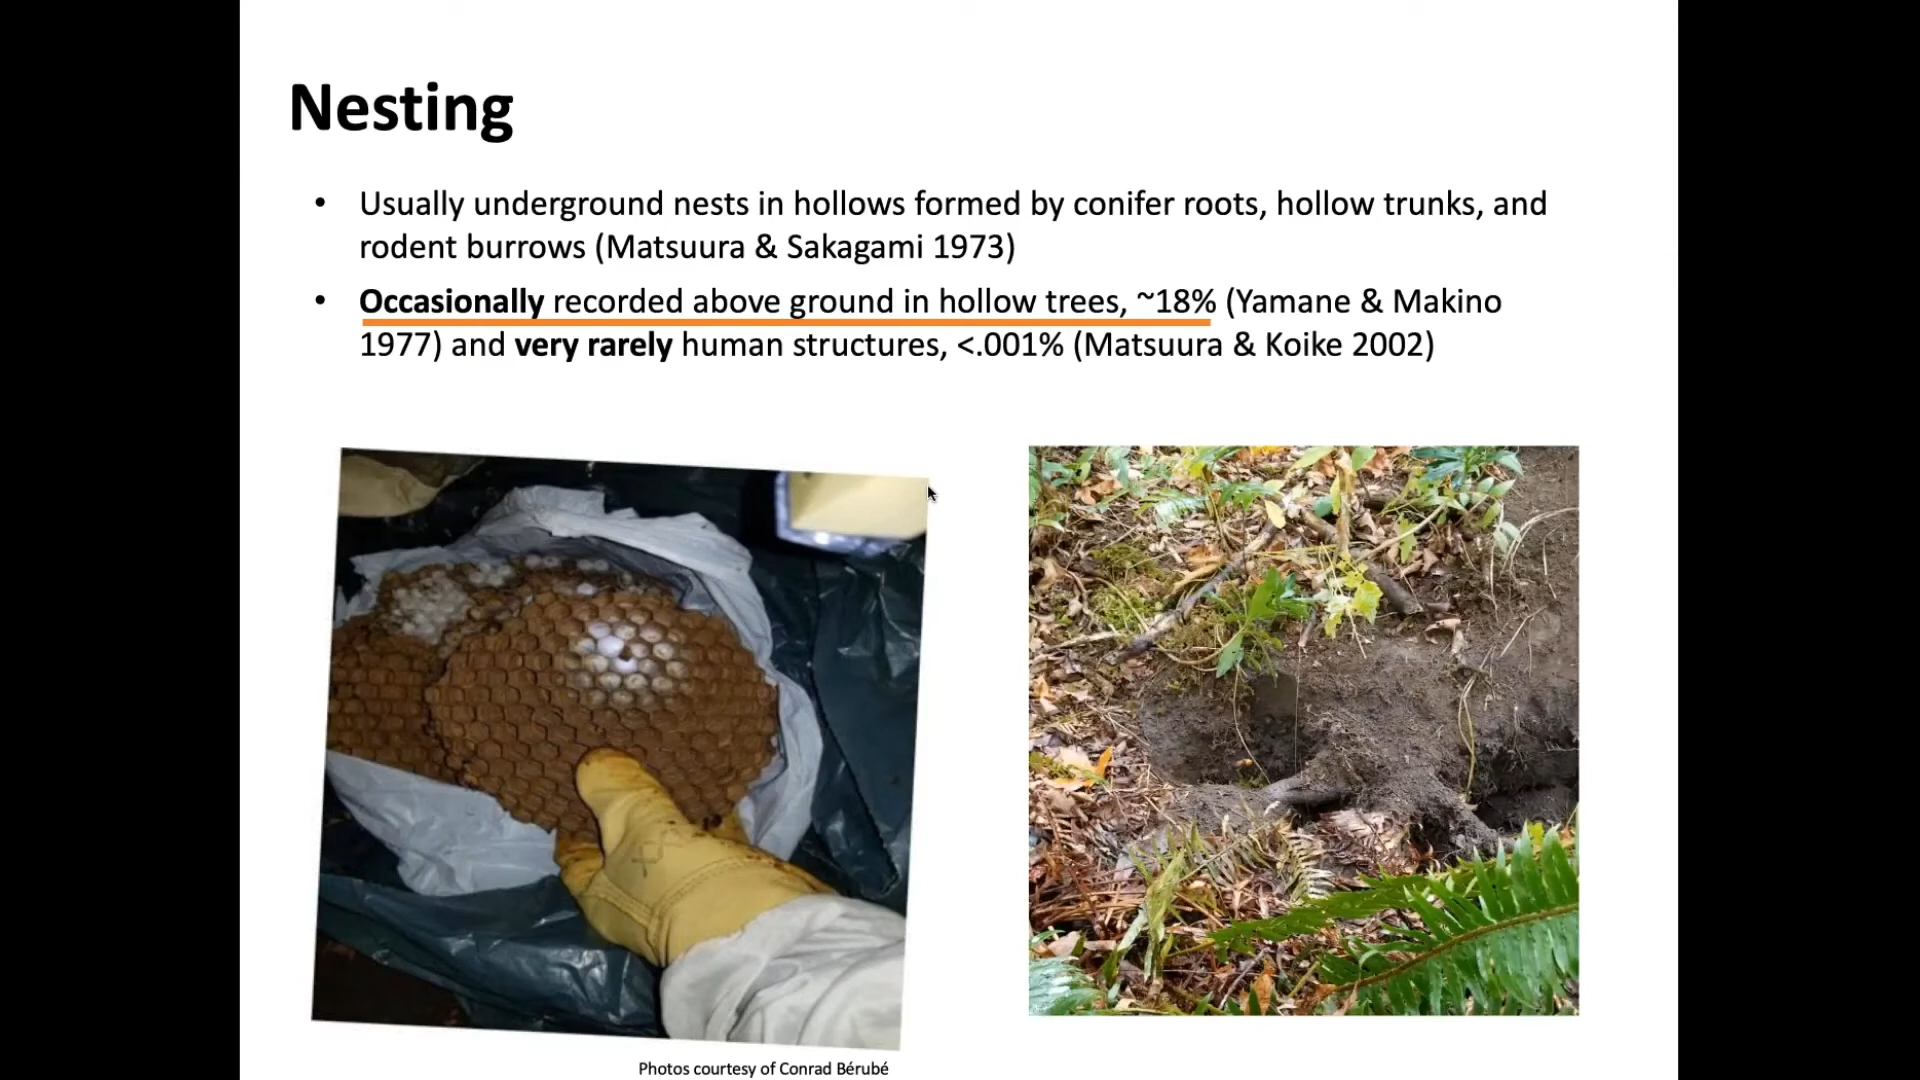 Nesting
• Usually underground nests in hollows formed by conifer roots, hollow trunks, and
rodent burrows (Matsuura & Sakagami 1973)
• Occasionally recorded above ground in hollow trees, ~18% (Yamane & Makino
1977) and very rarely human structures, <.001% (Matsuura & Koike 2002)
Photos courtesy of Conrad Bérubé